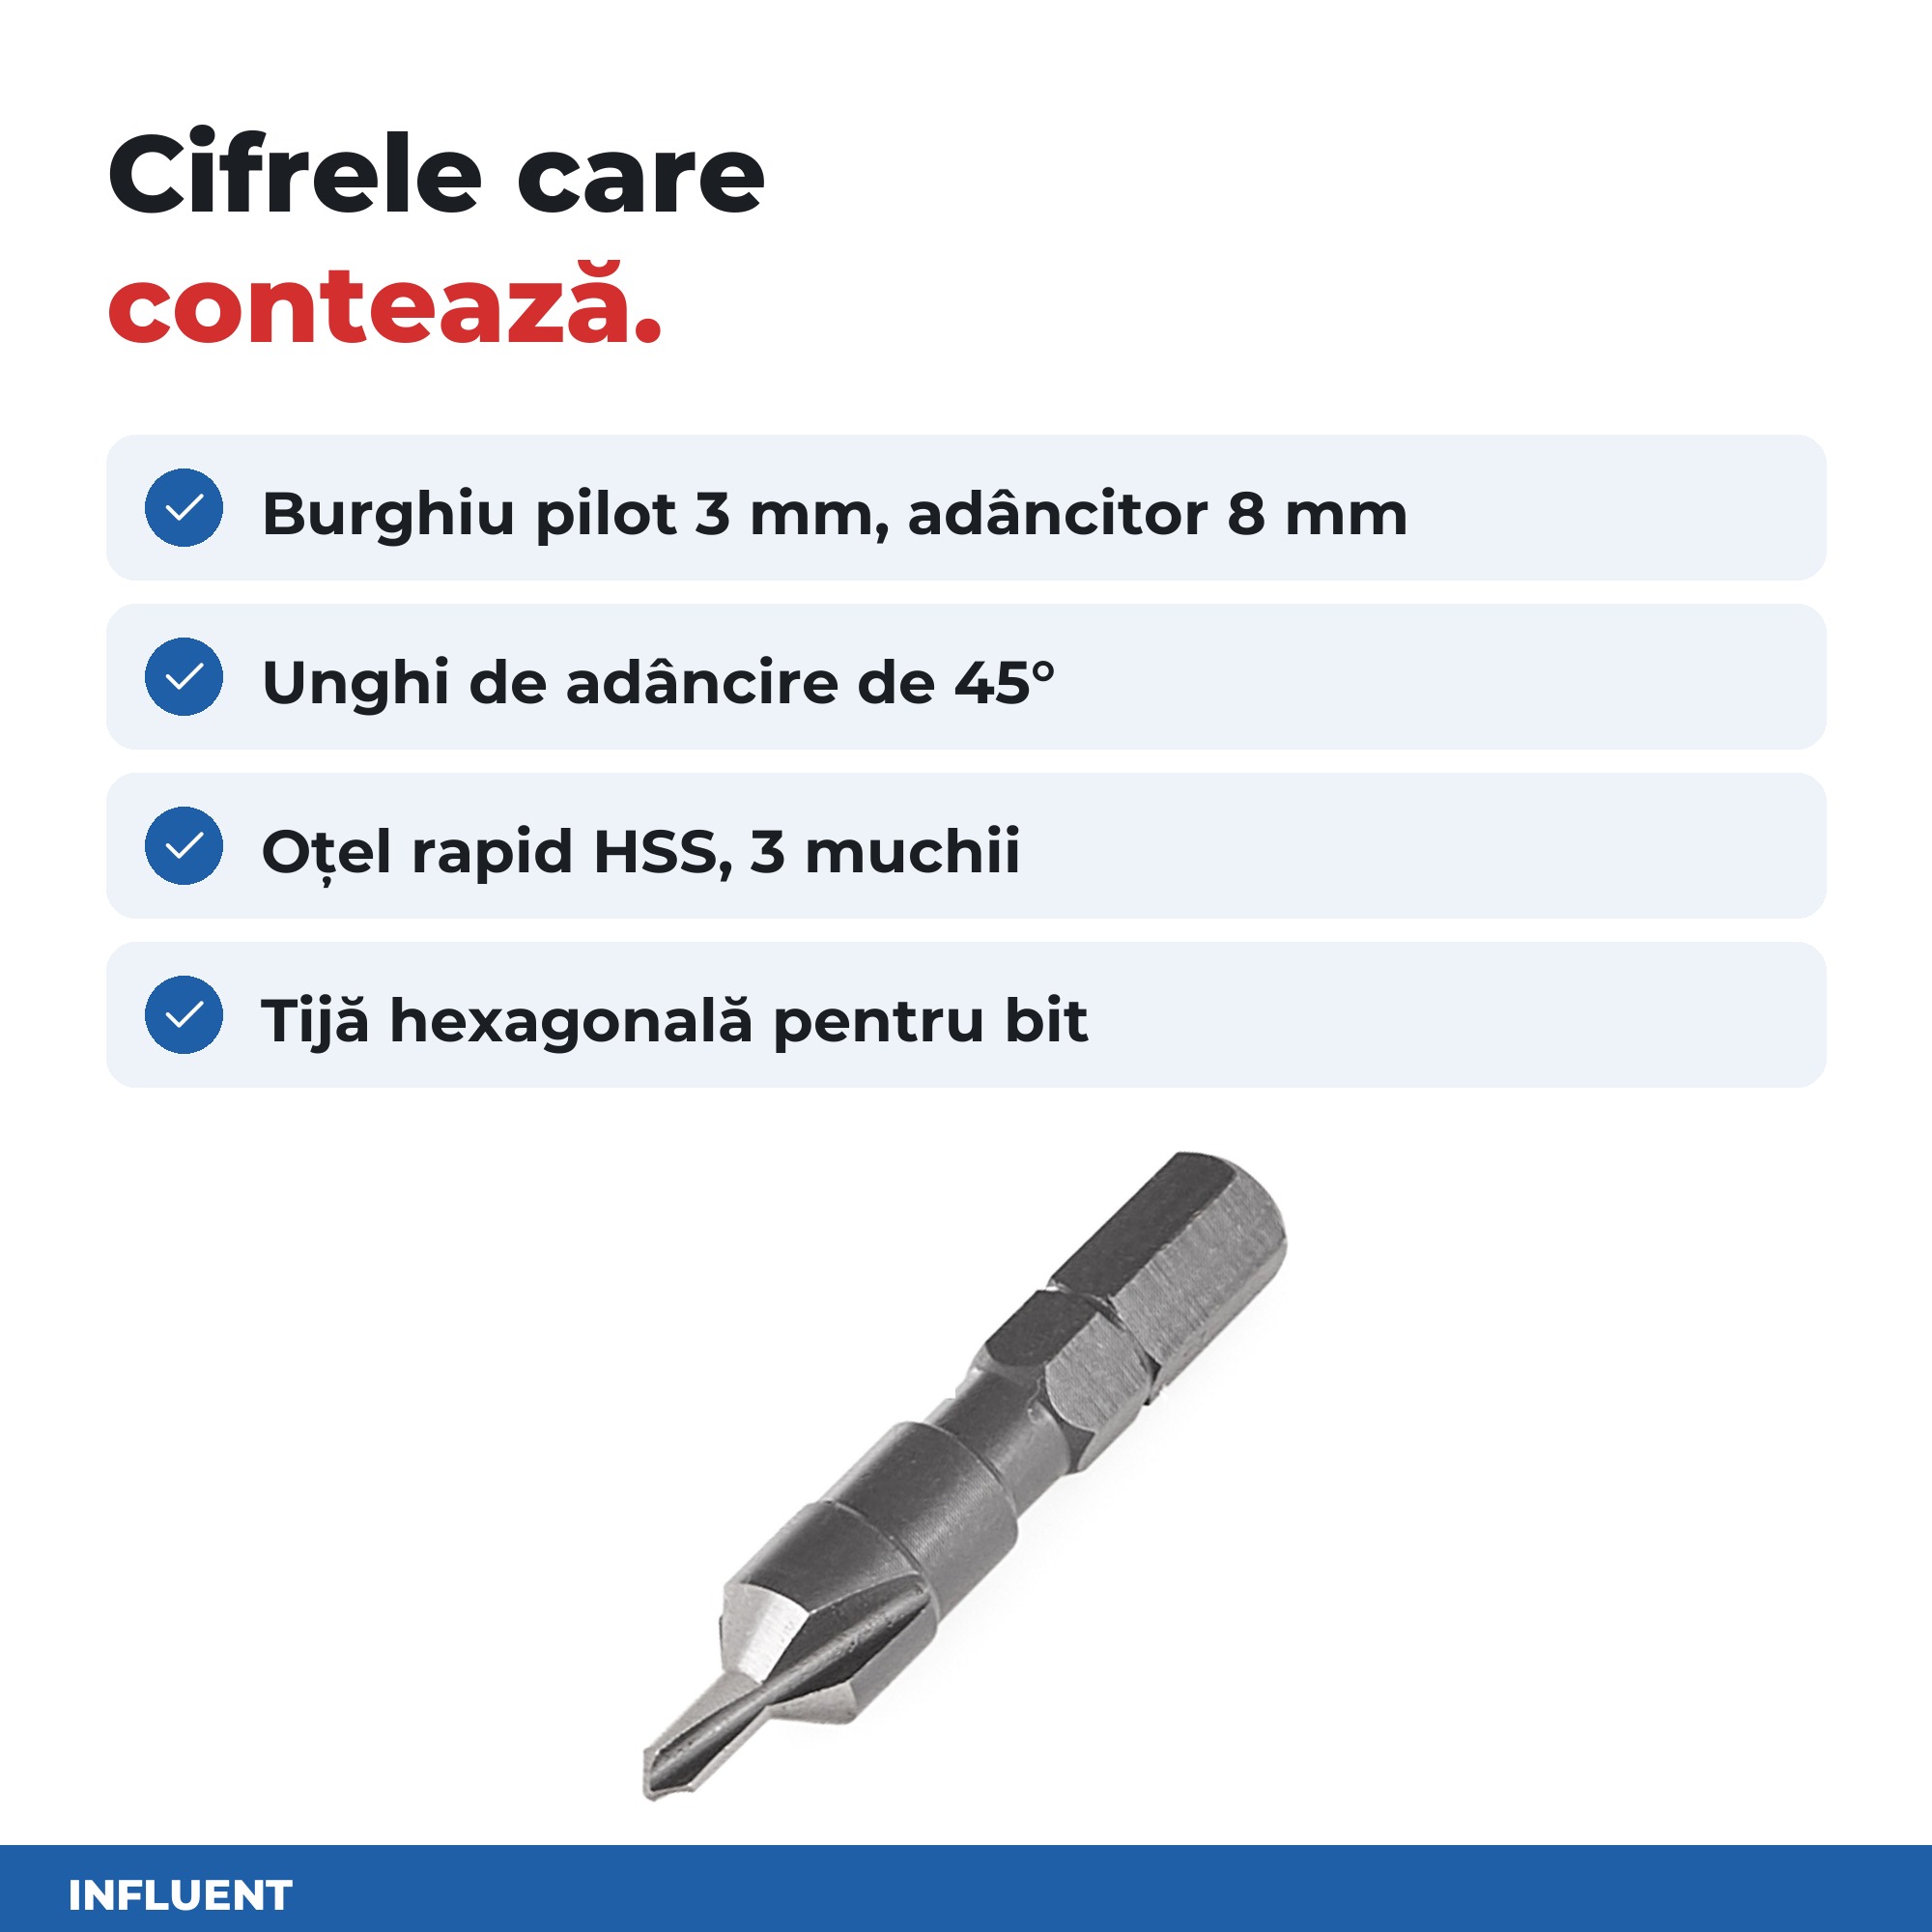 Cifrele care
contează.
Burghiu pilot 3 mm, adâncitor 8 mm
Unghi de adâncire de 45°
Oțel rapid HSS, 3 muchii
Tijă hexagonală pentru bit
INFLUENT